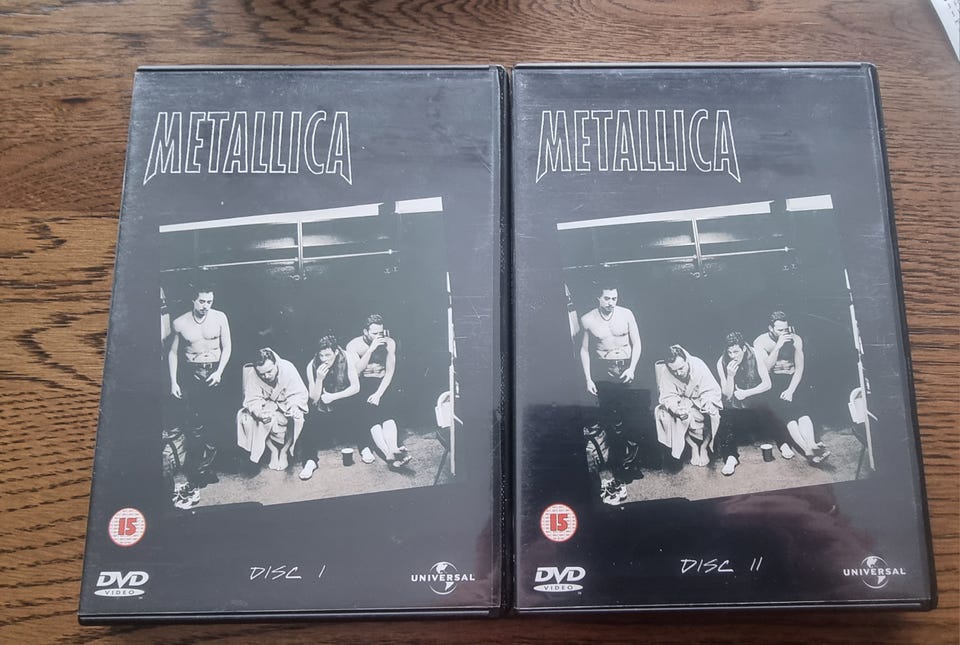 METALLICA
15
DVD
VIDEO
DISC I
UNIVERSAL
METALLICA
15
DVD
VIDEO
DISC II
UNIVERSAL